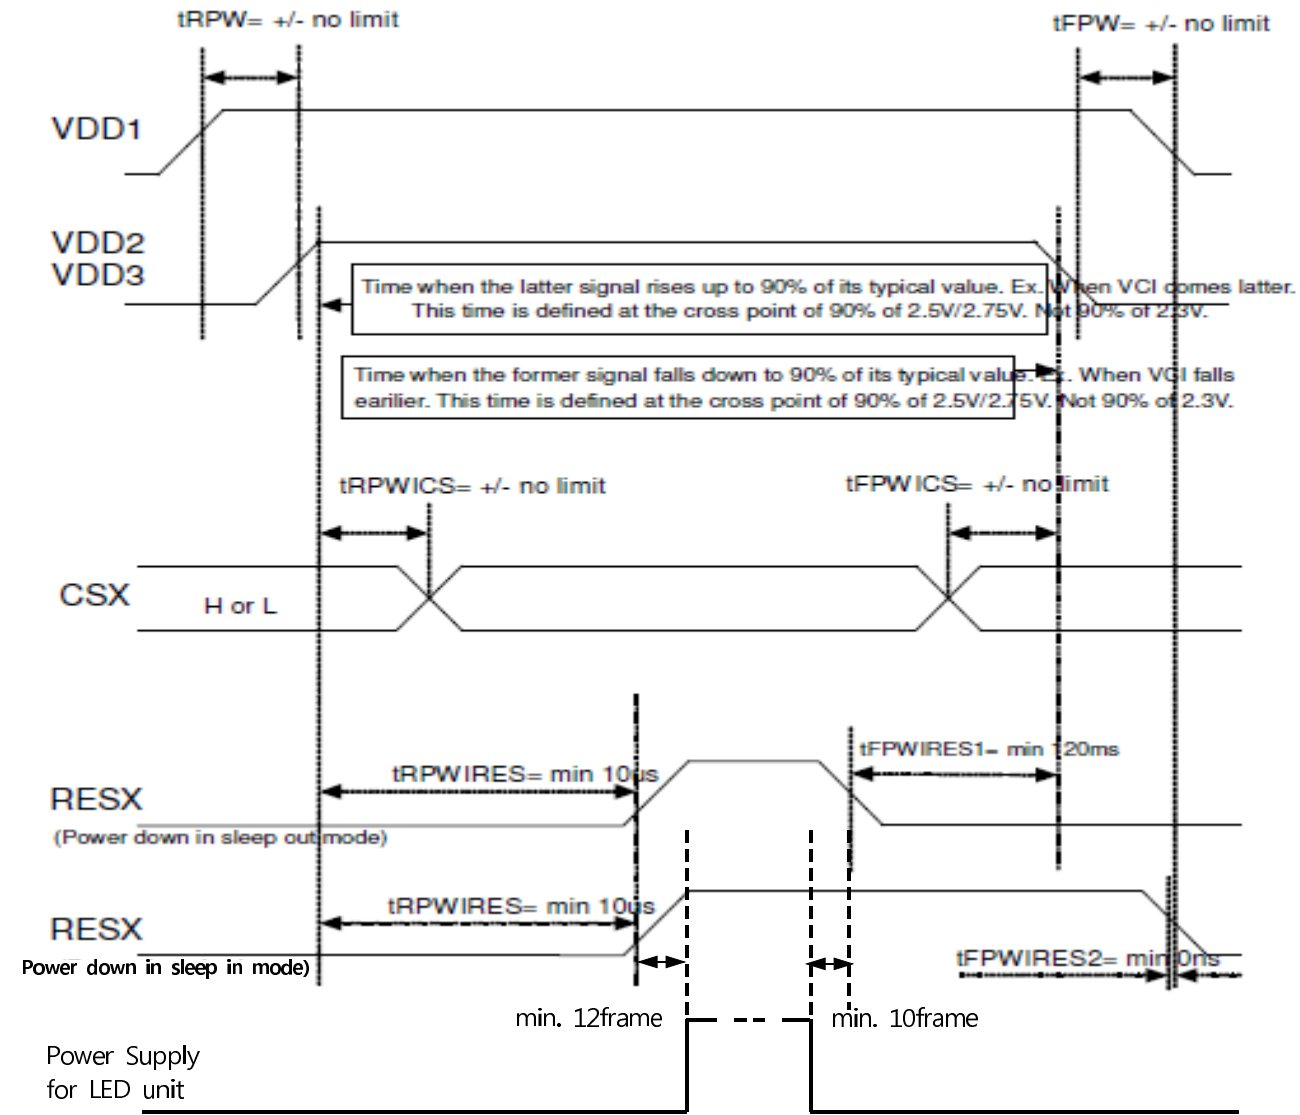 tRPW= +/- no limit
tFPW= +/- no limit
VDD1
VDD2
VDD3
Time when the latter signal rises up to 90% of its typical value. Ex. When VCI comes latter.
This time is defined at the cross point of 90% of 2.5V/2.75V. Not 90% of 2.3V.
Time when the former signal falls down to 90% of its typical value. Ex. When VCI falls
earilier. This time is defined at the cross point of 90% of 2.5V/2.75V. Not 90% of 2.3V.
tRPWICS= +/- no limit
tFPWICS= +/- no limit
CSX
H or L
tFPWIRES1= min 120ms
tRPWIRES= min 10us
RESX
(Power down in sleep out mode)
tRPWIRES= min 10us
RESX
Power down in sleep in mode)
tFPWIRES2= min 0ns
min. 12frame
min. 10frame
Power Supply
for LED unit